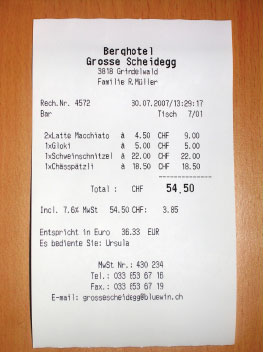 Berghotel
Grosse Scheidegg
3818 Grindelwald
Familie R.Müller
Rech.Nr. 4572 30.07.2007/13:29:17
Bar Tisch 7/01
2xLatte Macchiato à 4.50 CHF 9.00
1xGloki à 5.00 CHF 5.00
1xSchweinschnitzel à 22.00 CHF 22.00
1xChässpätzli à 18.50 CHF 18.50
Total: CHF 54.50
Incl. 7.6% MwSt 54.50 CHF: 3.85
Entspricht in Euro 36.33 EUR
Es bediente Sie: Ursula
MwSt Nr.: 430 234
Tel.: 033 853 67 16
Fax.: 033 853 67 19
E-mail: grossescheidegg@bluewin.ch